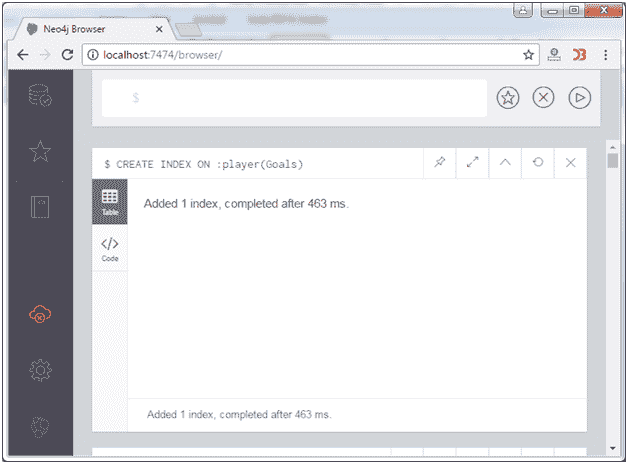 Neo4j Browser
localhost:7474/browser/
$
$ CREATE INDEX ON :player(Goals)
Table
Added 1 index, completed after 463 ms.
</> 
Code
Added 1 index, completed after 463 ms.